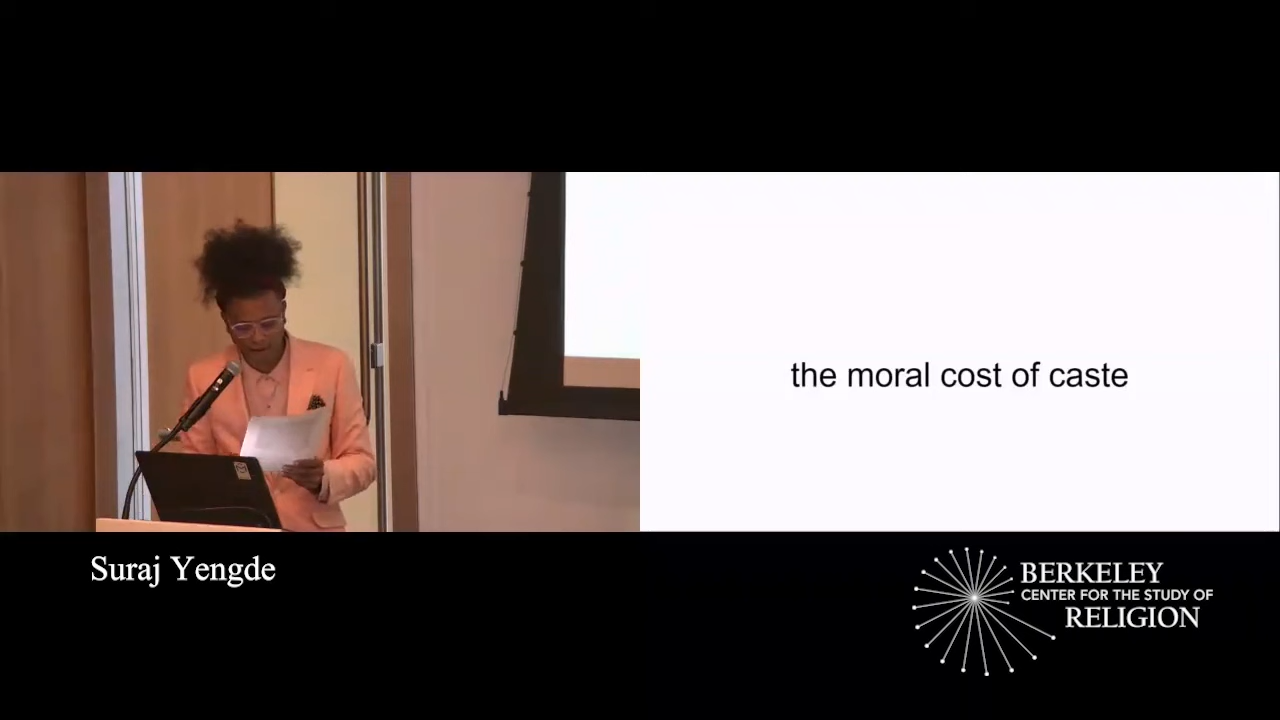 the moral cost of caste
Suraj Yengde
BERKELEY
CENTER FOR THE STUDY OF
RELIGION